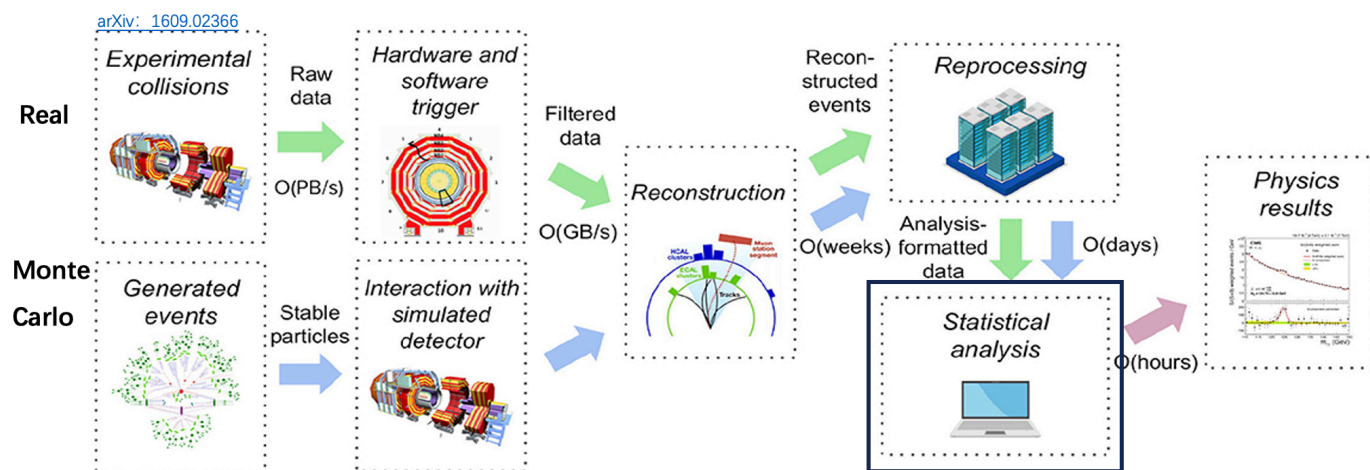 arXiv: 1609.02366
Real
Experimental
collisions
Raw
data
O(PB/s)
Hardware and
software
trigger
Filtered
data
O(GB/s)
Reconstruction
HCAL
clusters
ECAL
clusters
Muon
station
segment
Tracks
Recon-
structed
events
O(weeks)
Reprocessing
Analysis-
formatted
data
O(days)
Statistical
analysis
O(hours)
Physics
results
Monte
Carlo
Generated
events
Stable
particles
Interaction with
simulated
detector